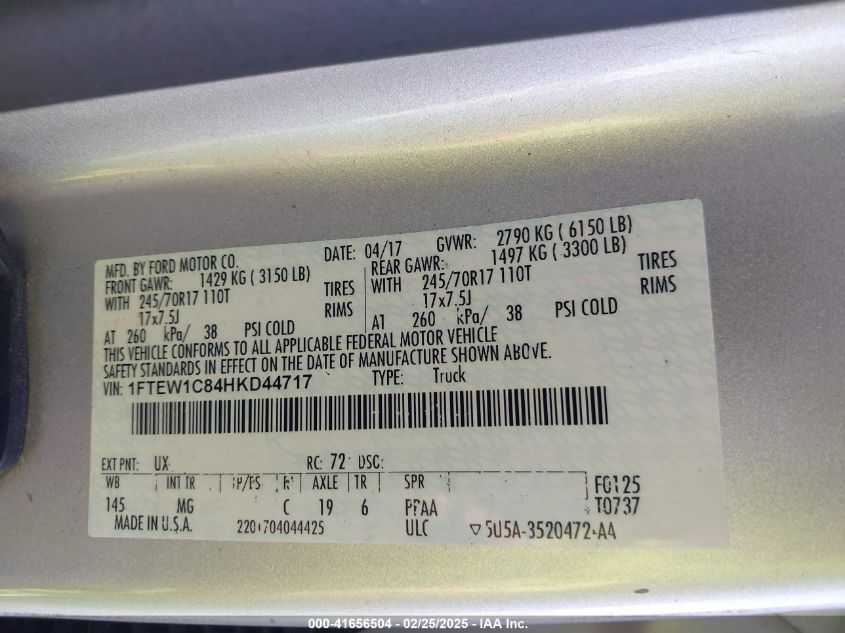 MFD. BY FORD MOTOR CO.
DATE: 04/17 GVWR: 2790 KG ( 6150 LB)
FRONT GAWR: 1429 KG ( 3150 LB)
WITH 245/70R17 110T TIRES
17x7.5J RIMS
AT 260 kPa/ 38 PSI COLD
REAR GAWR: 1497 KG ( 3300 LB)
WITH 245/70R17 110T TIRES
17x7.5J RIMS
AT 260 kPa/ 38 PSI COLD
THIS VEHICLE CONFORMS TO ALL APPLICABLE FEDERAL MOTOR VEHICLE
SAFETY STANDARDS IN EFFECT ON THE DATE OF MANUFACTURE SHOWN ABOVE.
VIN: 1FTEW1C84HKD44717 TYPE: Truck
EXT PNT: UX RC: 72 DSC:
WB INT TR TP/PS R AXLE TR SPR F0125
145 MG C 19 6 PFAA T0737
MADE IN U.S.A. 2201704044425 ULC 5U5A-3520472-AA
000-41656504 - 02/25/2025 - IAA Inc.